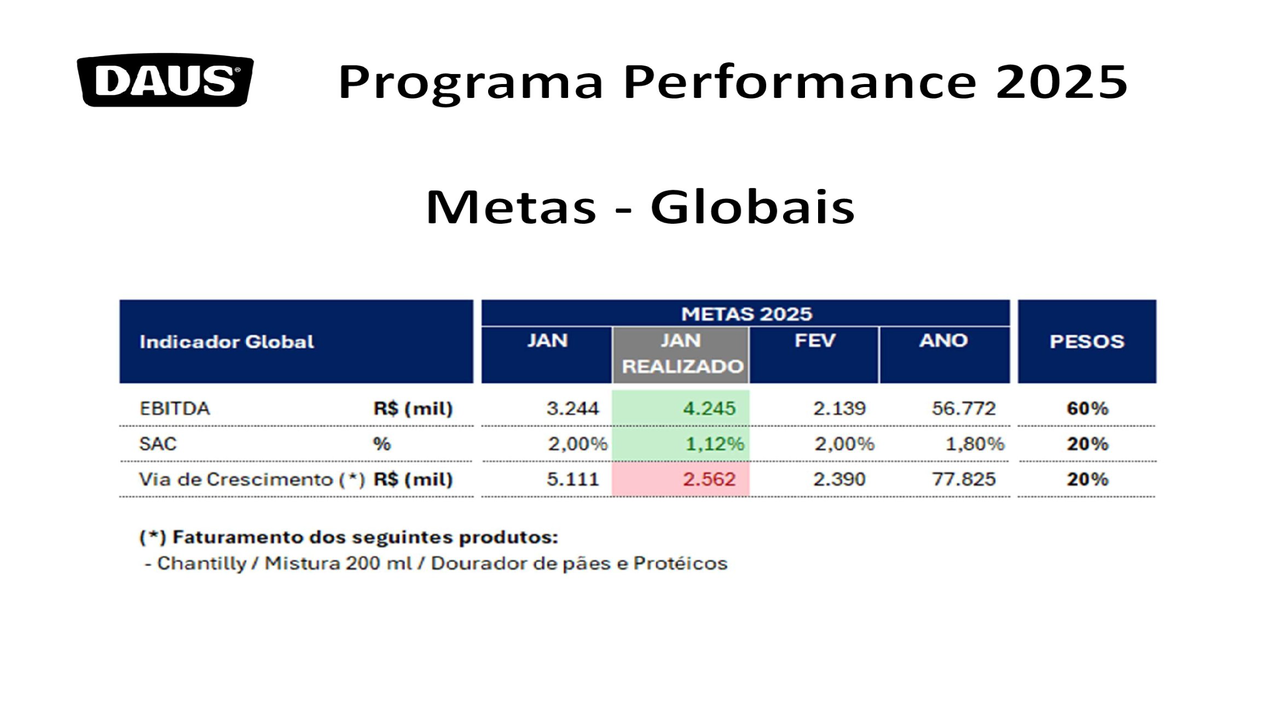 DAUS®
Programa Performance 2025
Metas - Globais
METAS 2025
Indicador Global JAN JAN REALIZADO FEV ANO PESOS
EBITDA R$ (mil) 3.244 4.245 2.139 56.772 60%
SAC % 2,00% 1,12% 2,00% 1,80% 20%
Via de Crescimento (*) R$ (mil) 5.111 2.562 2.390 77.825 20%
(*) Faturamento dos seguintes produtos:
- Chantilly / Mistura 200 ml / Dourador de pães e Protéicos